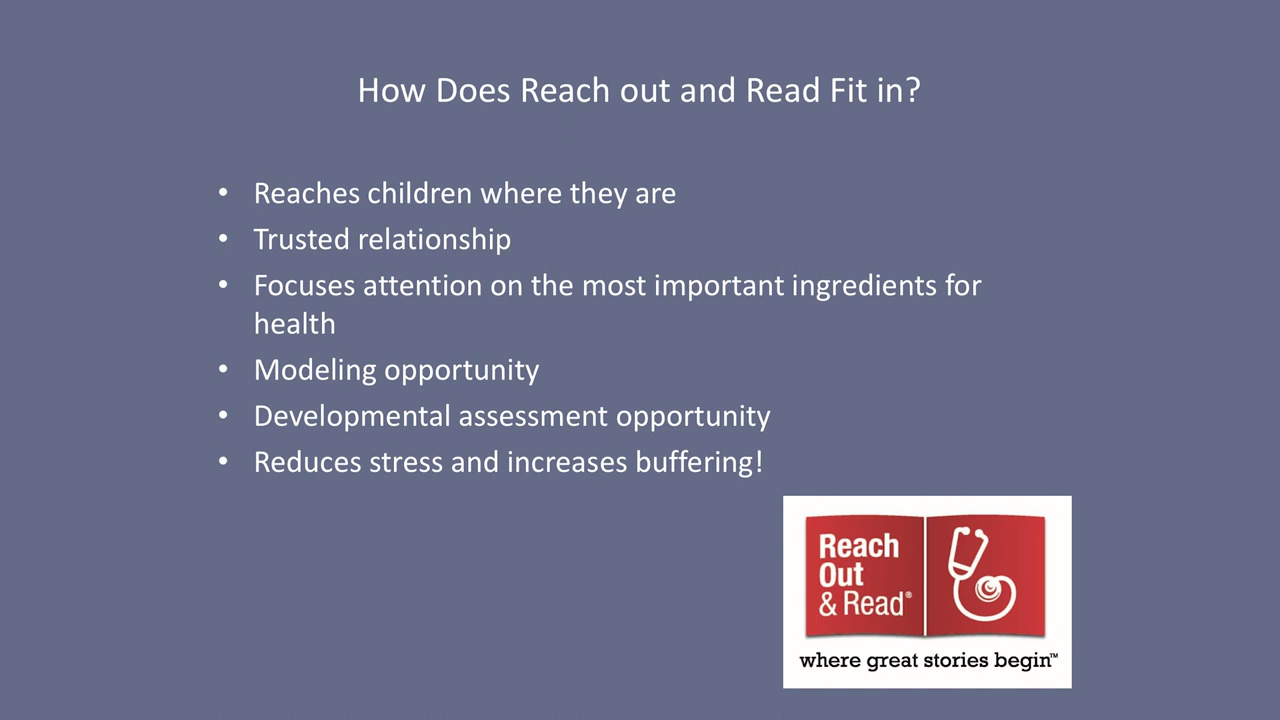 How Does Reach out and Read Fit in?
• Reaches children where they are
• Trusted relationship
• Focuses attention on the most important ingredients for
health
• Modeling opportunity
• Developmental assessment opportunity
• Reduces stress and increases buffering!
Reach
Out
& Read®
where great stories begin™